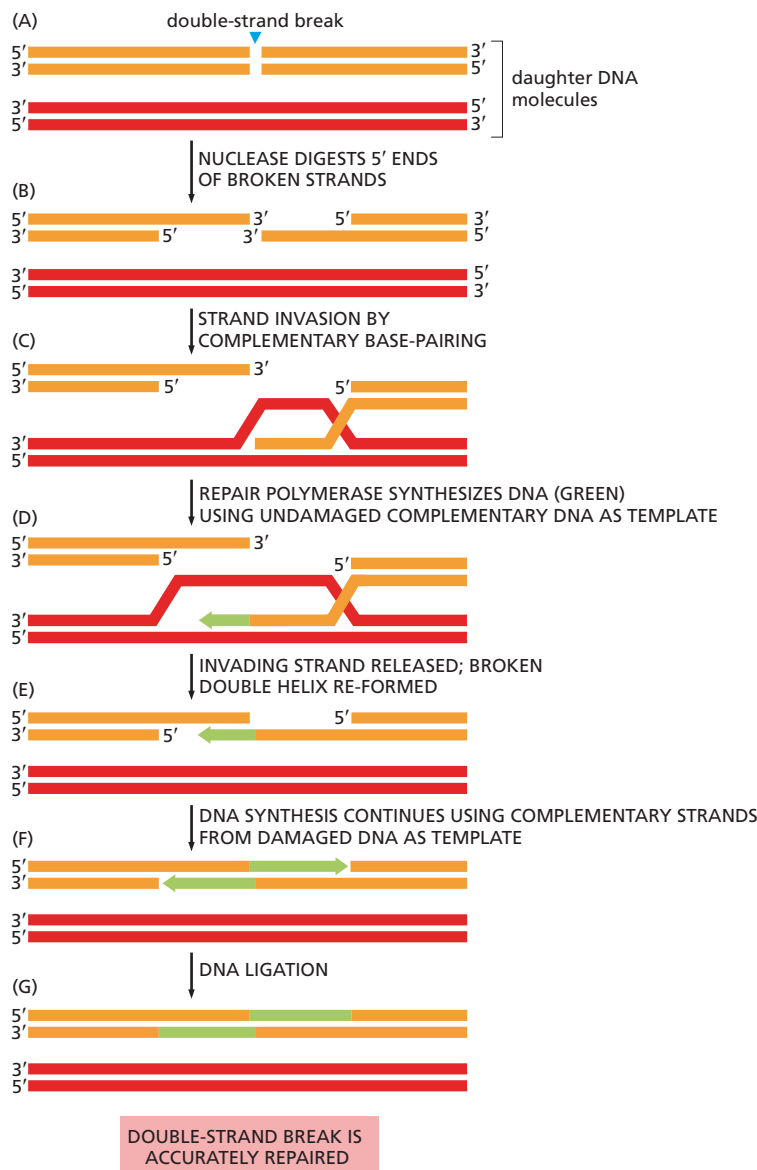 (A)
double-strand break
5′ 3′
3′ 5′
daughter DNA
molecules
3′ 5′
5′ 3′
NUCLEASE DIGESTS 5′ ENDS
OF BROKEN STRANDS
(B)
5′ 3′ 5′ 3′
3′ 5′ 3′ 5′
3′ 5′
5′ 3′
STRAND INVASION BY
COMPLEMENTARY BASE-PAIRING
(C)
5′ 3′
3′ 5′ 5′
3′
5′
REPAIR POLYMERASE SYNTHESIZES DNA (GREEN)
USING UNDAMAGED COMPLEMENTARY DNA AS TEMPLATE
(D)
5′ 3′
3′ 5′ 5′
3′
5′
INVADING STRAND RELEASED; BROKEN
DOUBLE HELIX RE-FORMED
(E)
5′ 5′
3′ 5′
3′
5′
DNA SYNTHESIS CONTINUES USING COMPLEMENTARY STRANDS
FROM DAMAGED DNA AS TEMPLATE
(F)
5′
3′
3′
5′
DNA LIGATION
(G)
5′
3′
3′
5′
DOUBLE-STRAND BREAK IS
ACCURATELY REPAIRED